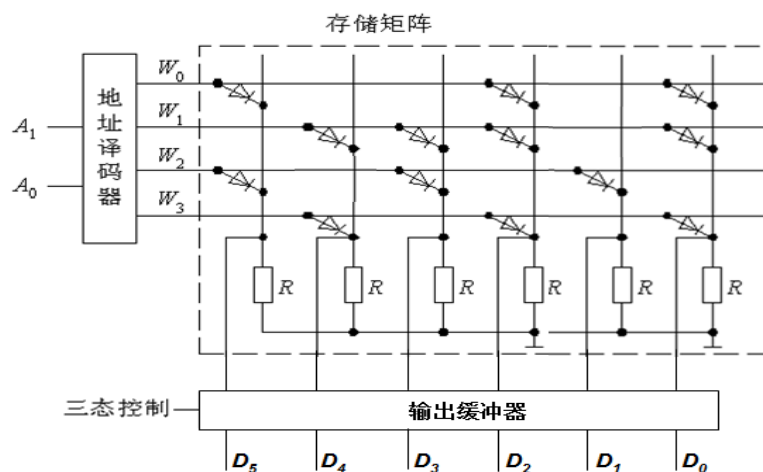 存储矩阵
地址译码器
A₁
A₀
W₀
W₁
W₂
W₃
R R R R R R
三态控制
输出缓冲器
D₅ D₄ D₃ D₂ D₁ D₀